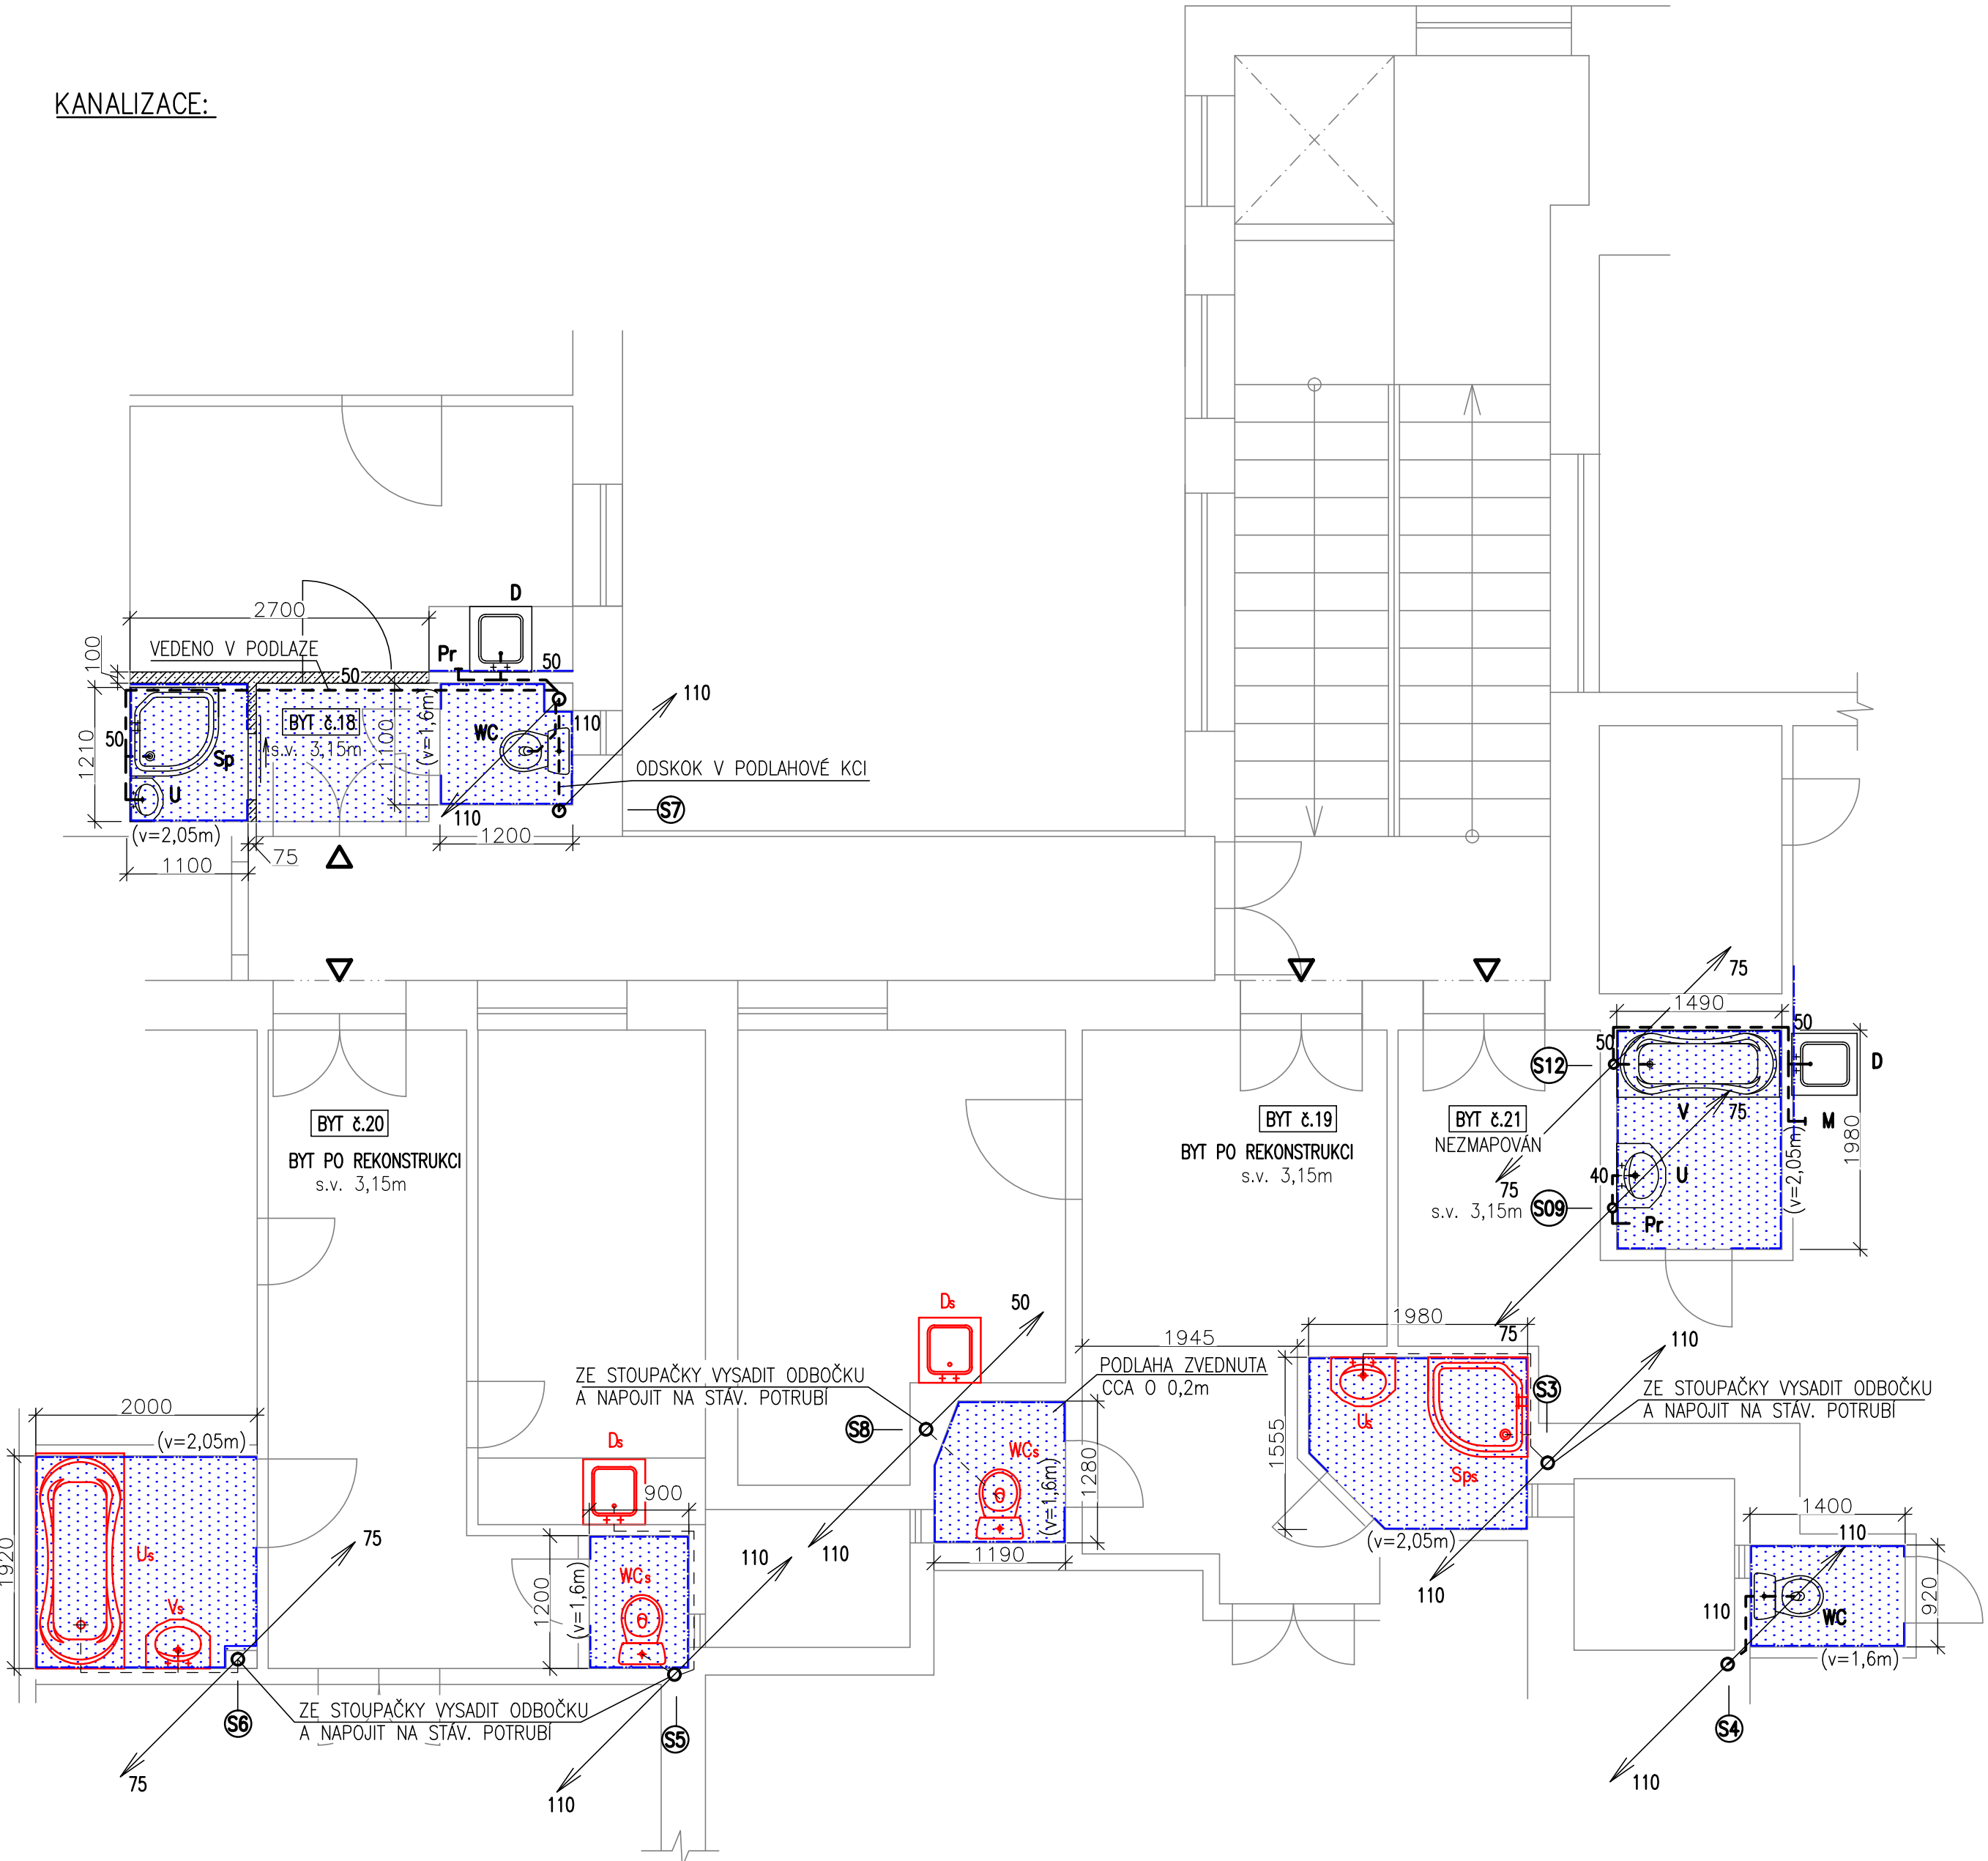 KANALIZACE:
D
2700
VEDENO V PODLAZE
Pr
50
100
50
110
BYT č.18
s.v. 3,15m
1100
(v=1,6m)
WC
110
50
1210
Sp
U
ODSKOK V PODLAHOVÉ KCI
110
S7
(v=2,05m)
75
1200
1100
75
1490
50
50
S12
D
BYT č.20
BYT PO REKONSTRUKCI
s.v. 3,15m
BYT č.19
BYT PO REKONSTRUKCI
s.v. 3,15m
BYT č.21
NEZMAPOVÁN
75
s.v. 3,15m
V
75
M
1980
(v=2,05m)
40
U
S09
Pr
Ds
50
1980
75
1945
110
ZE STOUPAČKY VYSADIT ODBOČKU
A NAPOJIT NA STÁV. POTRUBÍ
PODLAHA ZVEDNUTA
CCA O 0,2m
S3
ZE STOUPAČKY VYSADIT ODBOČKU
A NAPOJIT NA STÁV. POTRUBÍ
2000
(v=2,05m)
Ds
S8
WCs
1280
(v=1,6m)
1555
Us
Sps
900
1400
110
1920
Us
75
110
110
1190
(v=2,05m)
110
110
WC
920
(v=1,6m)
Vs
1200
(v=1,6m)
WCs
ZE STOUPAČKY VYSADIT ODBOČKU
A NAPOJIT NA STÁV. POTRUBÍ
S6
S5
S4
75
110
110